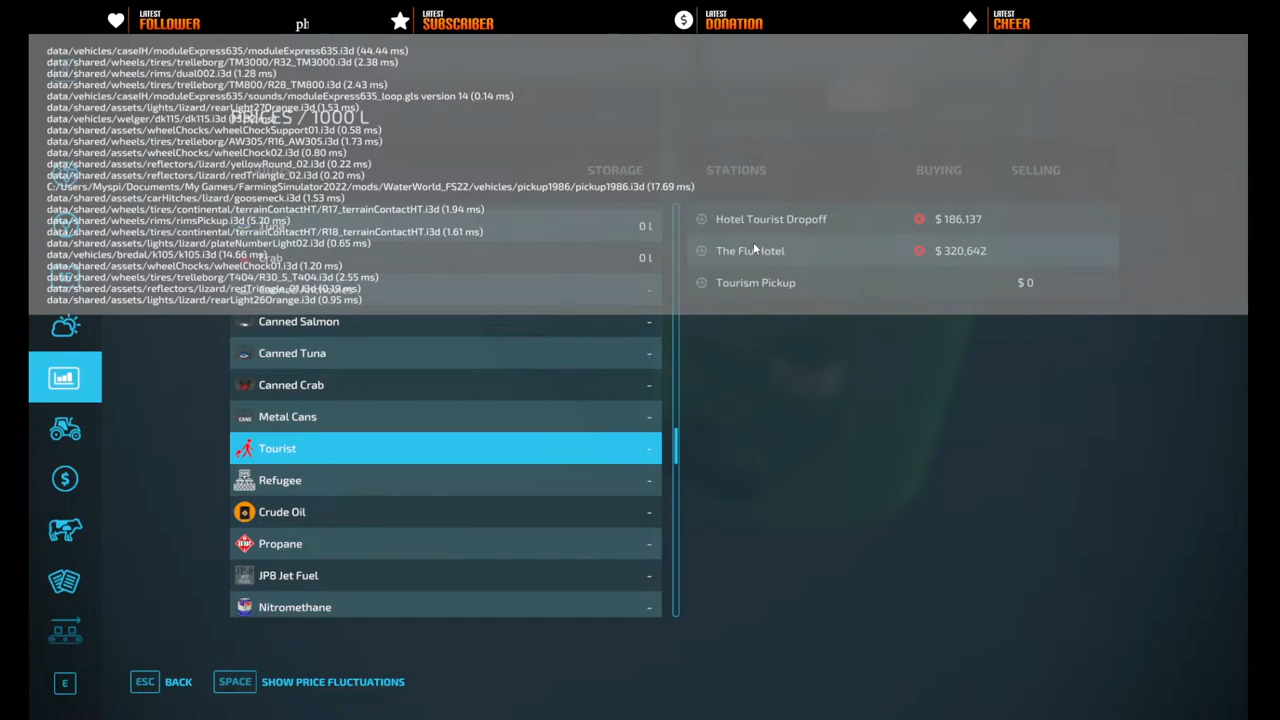 LATEST
FOLLOWER
ph
LATEST
SUBSCRIBER
LATEST
DONATION
LATEST
CHEER
data/vehicles/caseIH/moduleExpress635/moduleExpress635.i3d (44.44 ms)
data/shared/wheels/tires/trelleborg/TM3000/R32_TM3000.i3d (2.38 ms)
data/shared/wheels/rims/dual002.i3d (1.28 ms)
data/shared/wheels/tires/trelleborg/TM800/R28_TM800.i3d (2.43 ms)
data/vehicles/caseIH/moduleExpress635/sounds/moduleExpress635_loop.gls version 14 (0.14 ms)
data/shared/assets/lights/lizard/rearLight27Orange.i3d (1.53 ms)
data/vehicles/welger/dk115/dk115.i3d
data/shared/assets/wheelChocks/wheelChockSupport01.i3d (0.58 ms)
data/shared/wheels/tires/trelleborg/AW305/R16_AW305.i3d (1.73 ms)
data/shared/assets/wheelChocks/wheelChock02.i3d (0.80 ms)
data/shared/assets/reflectors/lizard/yellowRound_02.i3d (0.22 ms)
data/shared/assets/reflectors/lizard/redTriangle_02.i3d (0.20 ms)
C:/Users/Myspi/Documents/My Games/FarmingSimulator2022/mods/WaterWorld_FS22/vehicles/pickup1986/pickup1986.i3d (17.69 ms)
data/shared/assets/carHitches/lizard/gooseneck.i3d (1.53 ms)
data/shared/wheels/tires/continental/terrainContactHT/R17_terrainContactHT.i3d (1.94 ms)
data/shared/wheels/rims/rimsPickup.i3d (5.70 ms)
data/shared/wheels/tires/continental/terrainContactHT/R18_terrainContactHT.i3d (1.61 ms)
data/shared/assets/lights/lizard/plateNumberLight02.i3d (0.65 ms)
data/vehicles/bredal/k105/k105.i3d (14.66 ms)
data/shared/assets/wheelChocks/wheelChock01.i3d (1.20 ms)
data/shared/wheels/tires/trelleborg/T404/R30_5_T404.i3d (2.55 ms)
data/shared/assets/reflectors/lizard/redTriangle_01.i3d (0.19 ms)
data/shared/assets/lights/lizard/rearLight26Orange.i3d (0.95 ms)
PRICES / 1000 L
STORAGE
Tuna 0 l
Crab 0 l
-
Canned Salmon -
Canned Tuna -
Canned Crab -
CANS Metal Cans -
Tourist -
Refugee -
Crude Oil -
Propane -
JP8 Jet Fuel -
Nitromethane -
STATIONS BUYING SELLING
Hotel Tourist Dropoff $ 186,137
The Flu Hotel $ 320,642
Tourism Pickup $ 0
$
E
ESC BACK SPACE SHOW PRICE FLUCTUATIONS